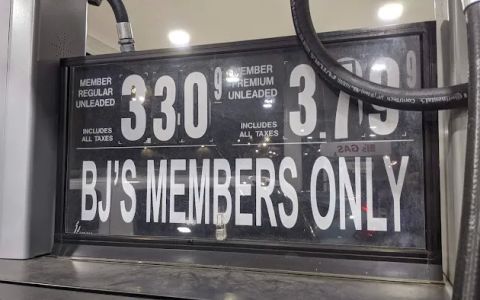 MEMBER
REGULAR
UNLEADED
3.30 9
INCLUDES
ALL TAXES
MEMBER
PREMIUM
UNLEADED
3.79 9
INCLUDES
ALL TAXES
BJ'S MEMBERS ONLY